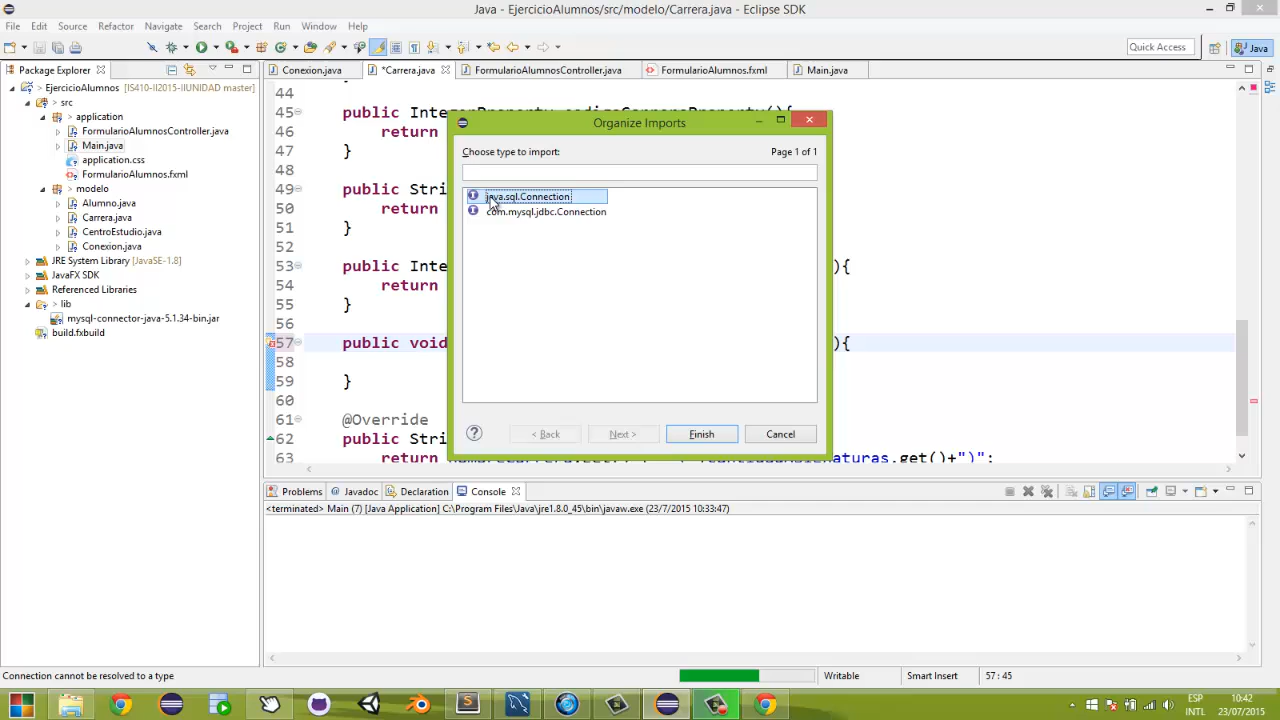 Java - EjercicioAlumnos/src/modelo/Carrera.java - Eclipse SDK
File Edit Source Refactor Navigate Search Project Run Window Help
Quick Access
Java
Package Explorer
Conexion.java
*Carrera.java
FormularioAlumnosController.java
FormularioAlumnos.fxml
Main.java
> EjercicioAlumnos [IS410-II2015-IIUNIDAD master]
> src
> application
FormularioAlumnosController.java
Main.java
application.css
FormularioAlumnos.fxml
> modelo
Alumno.java
Carrera.java
CentroEstudio.java
Conexion.java
JRE System Library [JavaSE-1.8]
JavaFX SDK
Referenced Libraries
> lib
mysql-connector-java-5.1.34-bin.jar
build.fxbuild
44
45 public
46 return
47 }
48
49 public Stri
50 return
51 }
52
53 public Inte ){
54 return
55 }
56
57 public void ){
58
59 }
60
61 @Override
62 public Stri
63 return .get()+")";
Organize Imports
Choose type to import:
Page 1 of 1
java.sql.Connection
com.mysql.jdbc.Connection
< Back
Next >
Finish
Cancel
Problems
Javadoc
Declaration
Console
<terminated> Main (7) [Java Application] C:\Program Files\Java\jre1.8.0_45\bin\javaw.exe (23/7/2015 10:33:47)
Connection cannot be resolved to a type
Writable
Smart Insert
57 : 45
ESP
INTL
10:42
23/07/2015